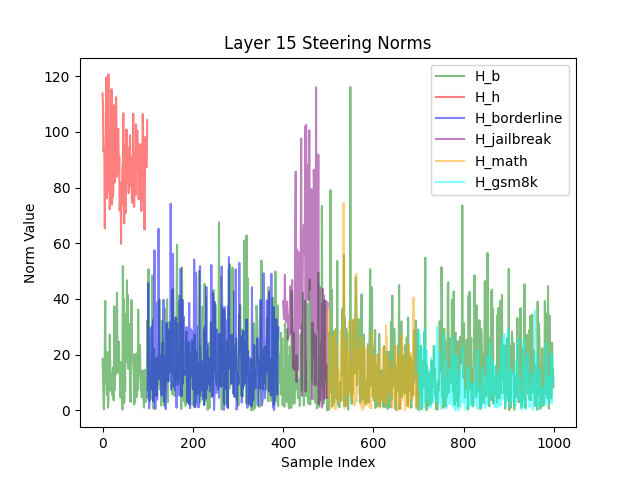 Layer 15 Steering Norms
Norm Value
120
100
80
60
40
20
0
0
200
400
600
800
1000
Sample Index
H_b
H_h
H_borderline
H_jailbreak
H_math
H_gsm8k